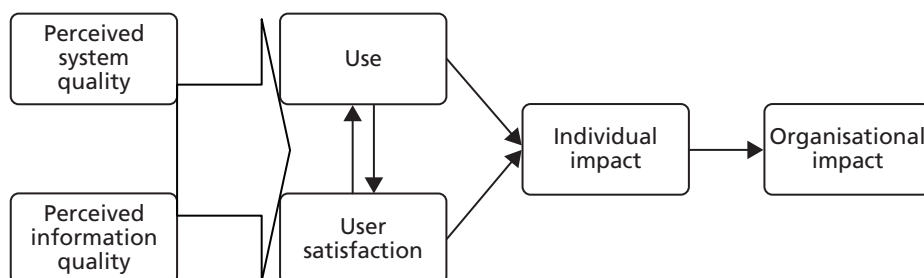 Perceived
system
quality
Use
Individual
impact
Organisational
impact
Perceived
information
quality
User
satisfaction